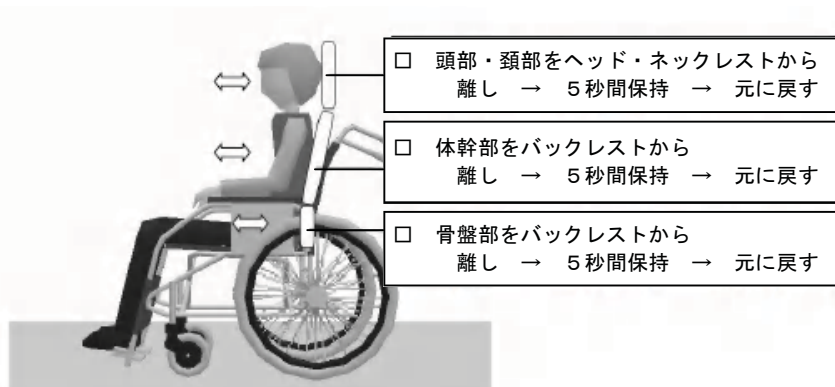 □ 頭部・頚部をヘッド・ネックレストから
離し → ５秒間保持 → 元に戻す
□ 体幹部をバックレストから
離し → ５秒間保持 → 元に戻す
□ 骨盤部をバックレストから
離し → ５秒間保持 → 元に戻す